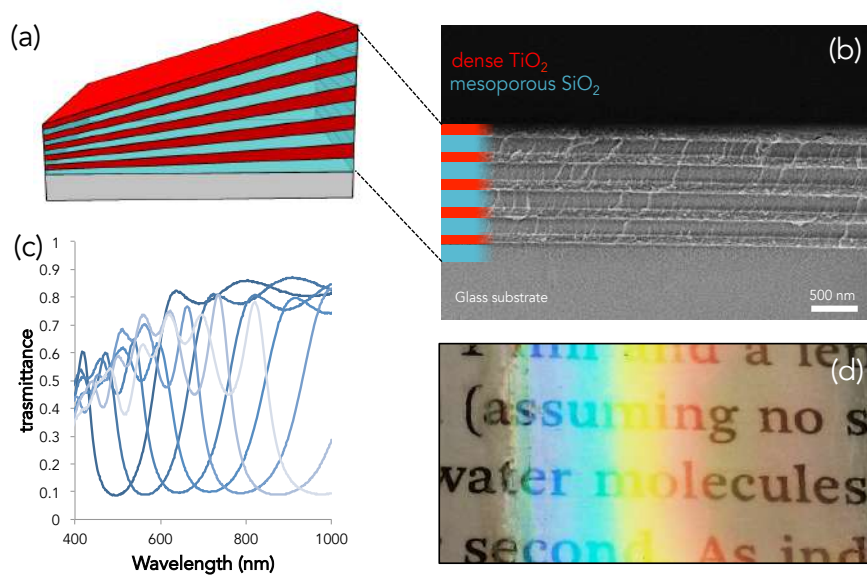 (a)
(b)
dense TiO₂
mesoporous SiO₂
Glass substrate
500 nm
(c)
1
0.9
0.8
0.7
0.6
0.5
0.4
0.3
0.2
0.1
0
trasmittance
400
600
800
1000
Wavelength (nm)
(d)
and a len
(assuming no s
water molecules
second. As ind